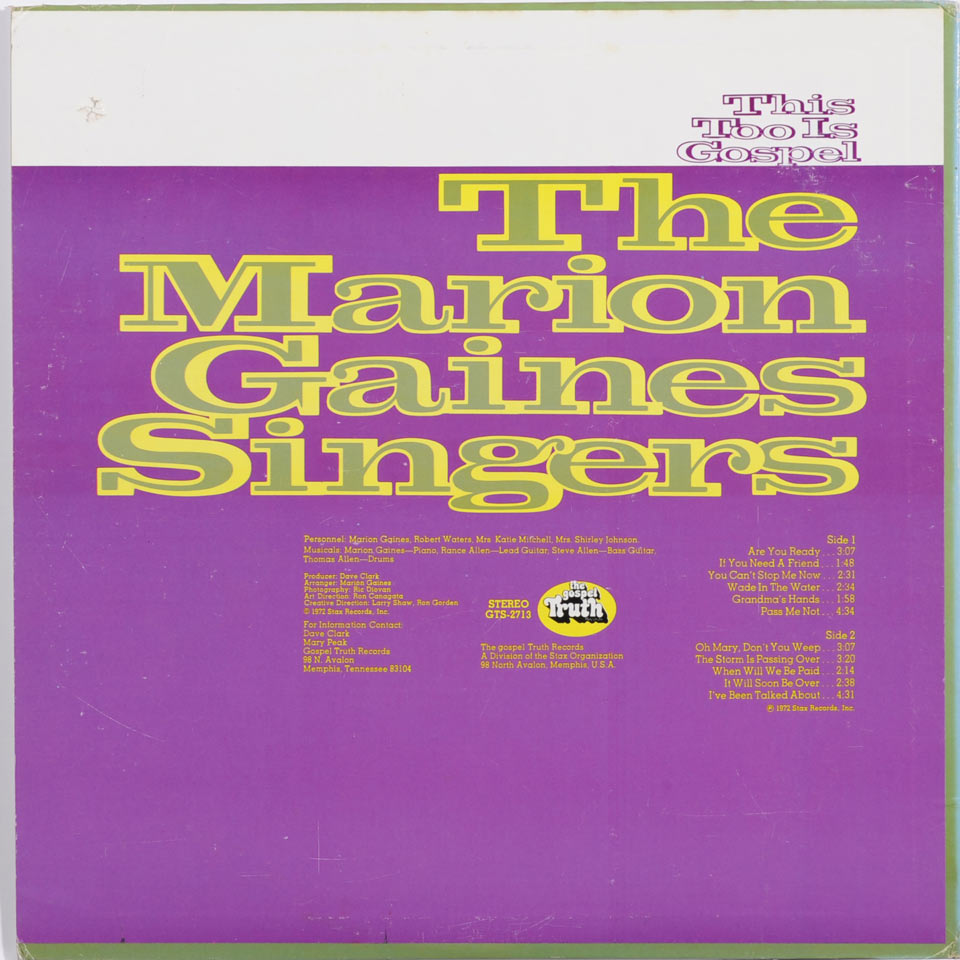 This
Too Is
Gospel
The
Marion
Gaines
Singers
Personnel: Marion Gaines, Robert Waters, Mrs. Katie Mitchell, Mrs. Shirley Johnson.
Musicals: Marion Gaines—Piano, Rance Allen—Lead Guitar, Steve Allen—Bass Guitar,
Thomas Allen—Drums
Producer: Dave Clark
Arranger: Marion Gaines
Photography: Ric Diovan
Art Direction: Ron Canagata
Creative Direction: Larry Shaw, Ron Gorden
© 1972 Stax Records, Inc.
For Information Contact:
Dave Clark
Mary Peak
Gospel Truth Records
98 N. Avalon
Memphis, Tennessee 83104
STEREO
GTS-2713
the
gospel
Truth
The gospel Truth Records
A Division of the Stax Organization
98 North Avalon, Memphis, U.S.A.
Side 1
Are You Ready . . . 3:07
If You Need A Friend . . . 1:48
You Can't Stop Me Now . . . 2:31
Wade In The Water . . . 2:34
Grandma's Hands . . . 1:58
Pass Me Not . . . 4:34
Side 2
Oh Mary, Don't You Weep . . . 3:07
The Storm Is Passing Over . . . 3:20
When Will We Be Paid . . . 2:14
It Will Soon Be Over . . . 2:38
I've Been Talked About . . . 4:31
℗ 1972 Stax Records, Inc.